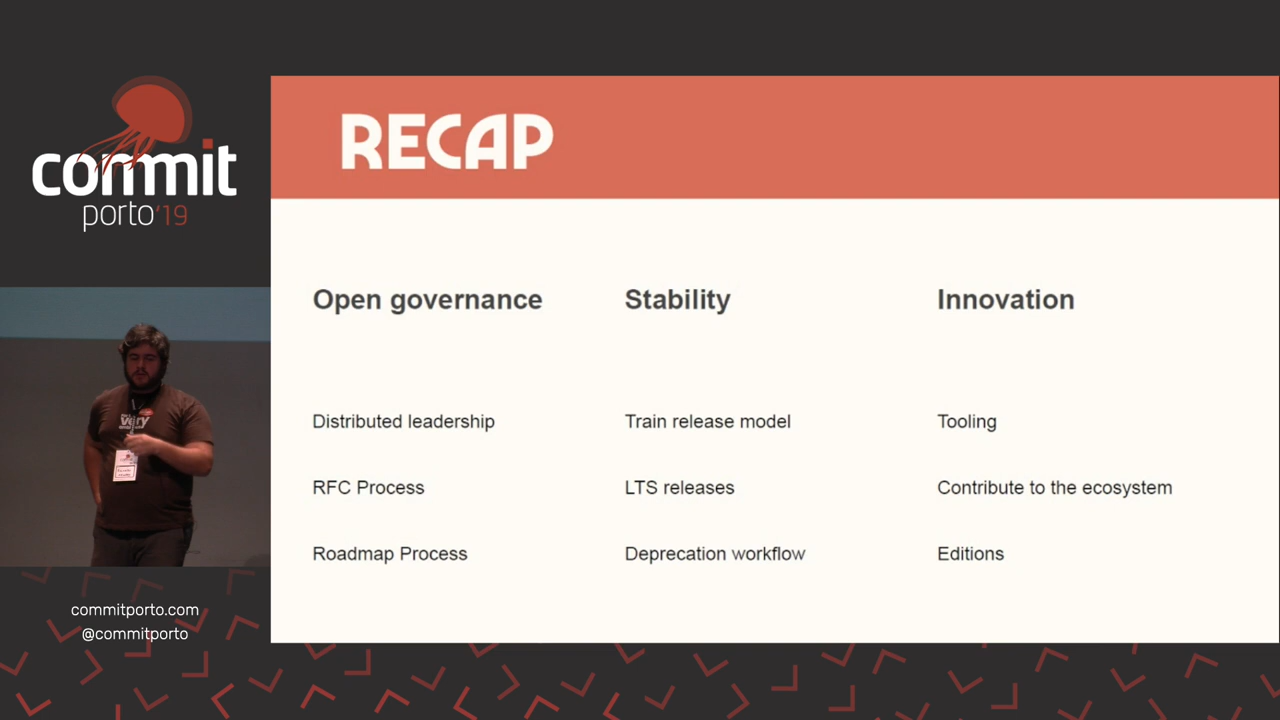 commit
porto'19
RECAP
Open governance
Stability
Innovation
Distributed leadership
Train release model
Tooling
RFC Process
LTS releases
Contribute to the ecosystem
Roadmap Process
Deprecation workflow
Editions
very
commitporto.com
@commitporto